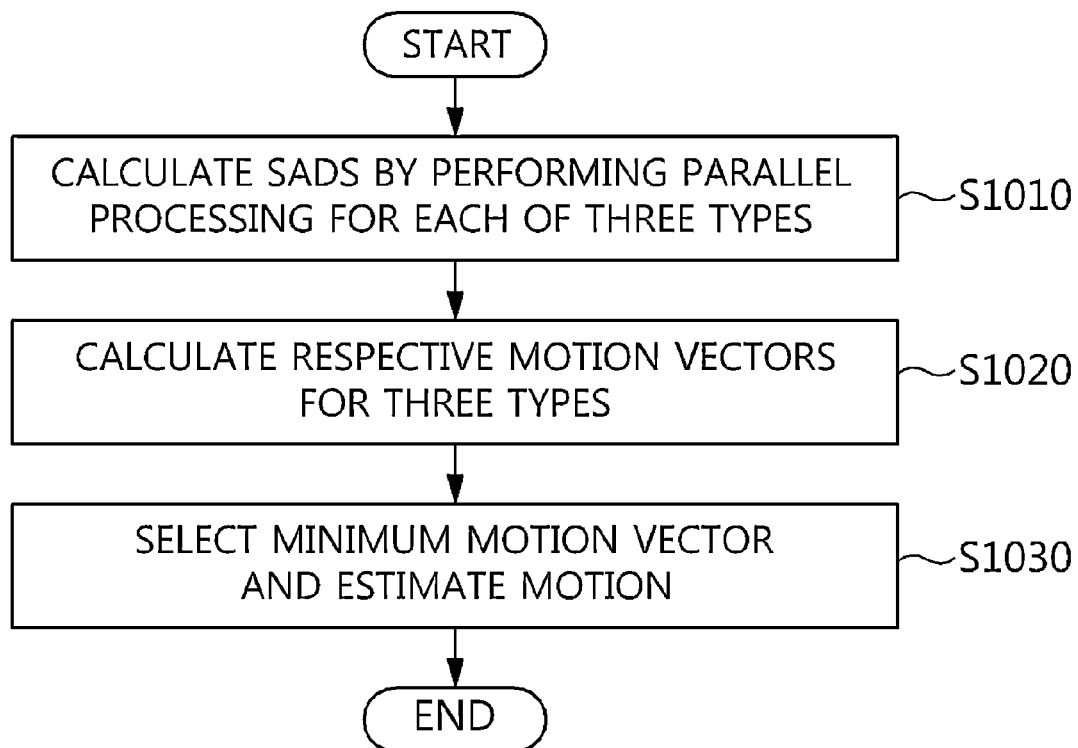 START
CALCULATE SADS BY PERFORMING PARALLEL
PROCESSING FOR EACH OF THREE TYPES
S1010
CALCULATE RESPECTIVE MOTION VECTORS
FOR THREE TYPES
S1020
SELECT MINIMUM MOTION VECTOR
AND ESTIMATE MOTION
S1030
END